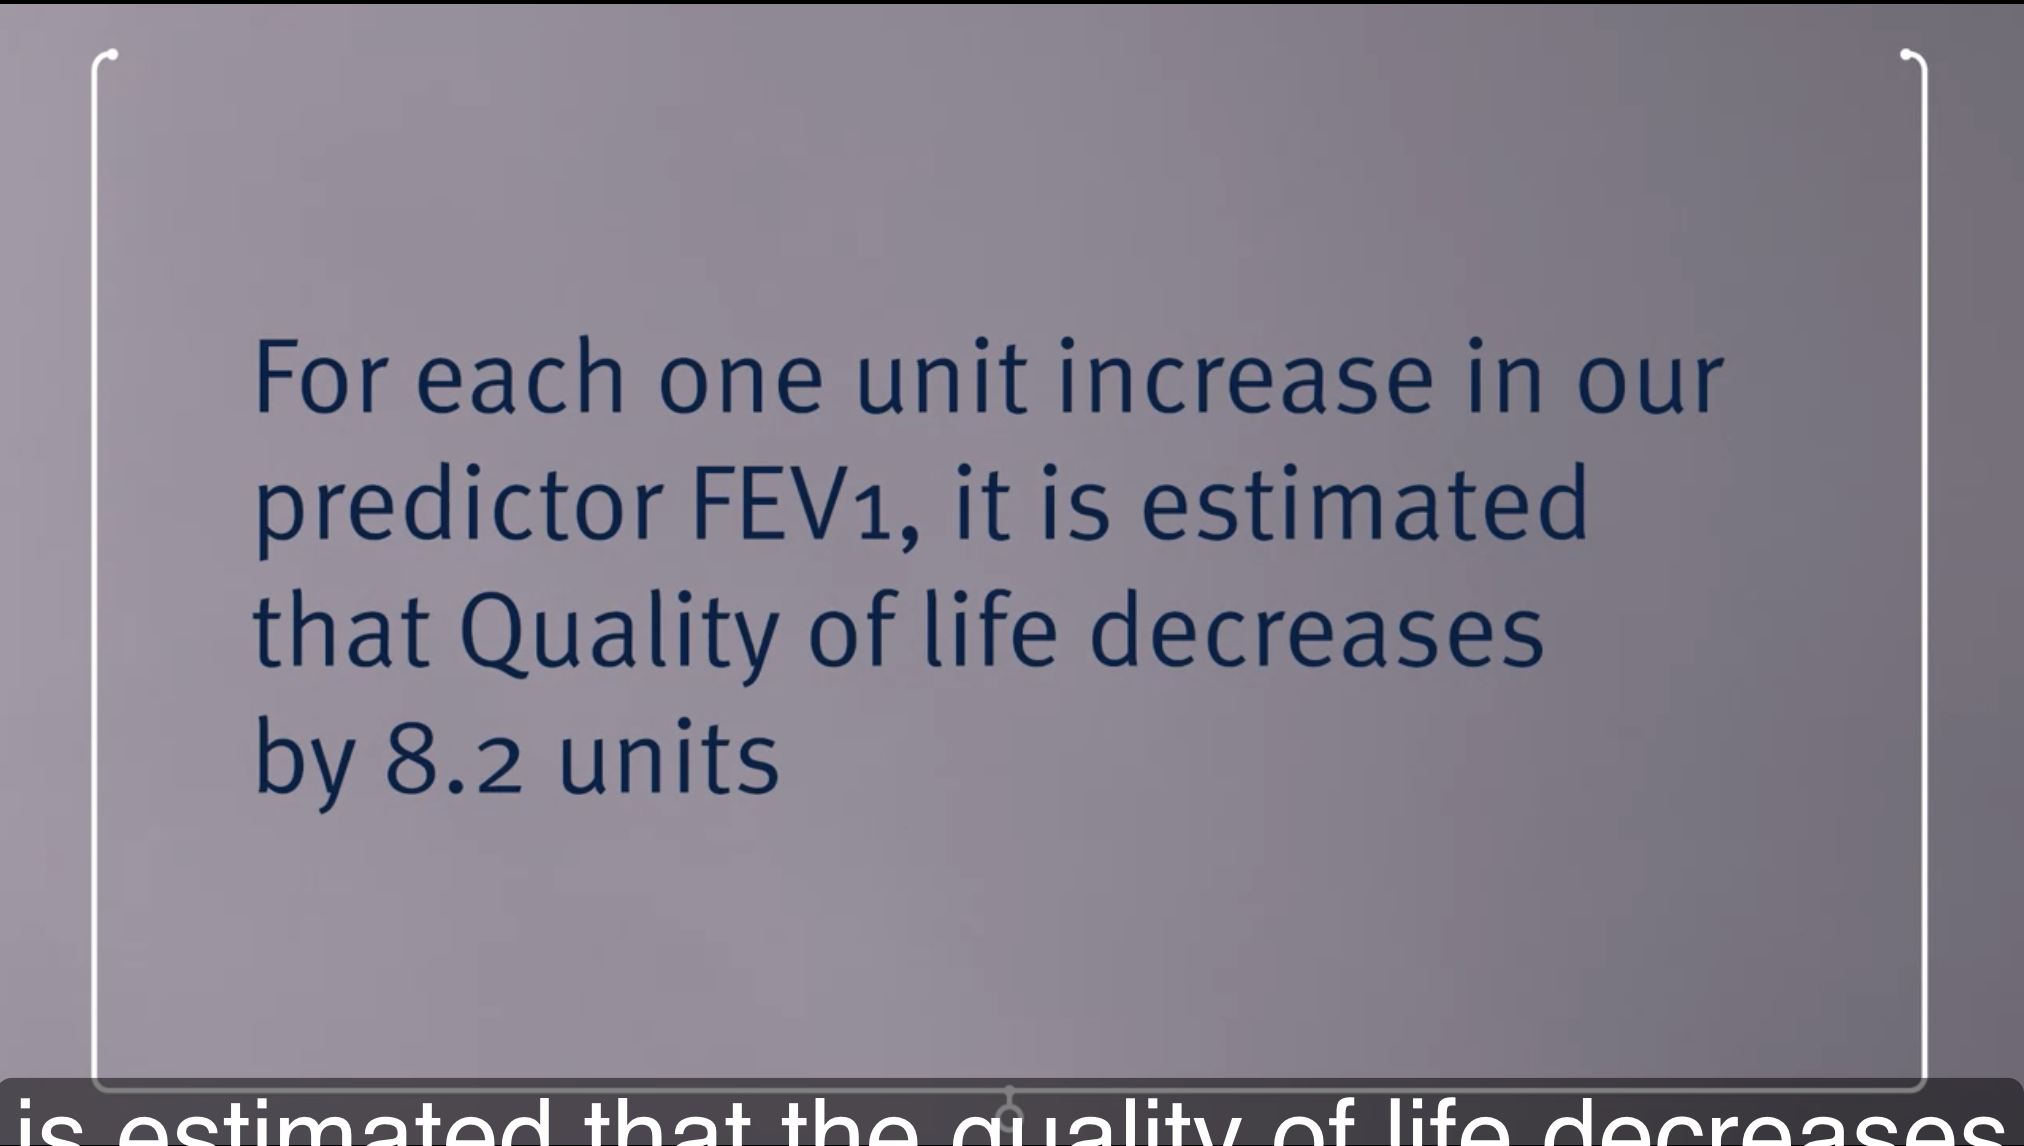 For each one unit increase in our
predictor FEV1, it is estimated
that Quality of life decreases
by 8.2 units
is estimated that the quality of life decreases